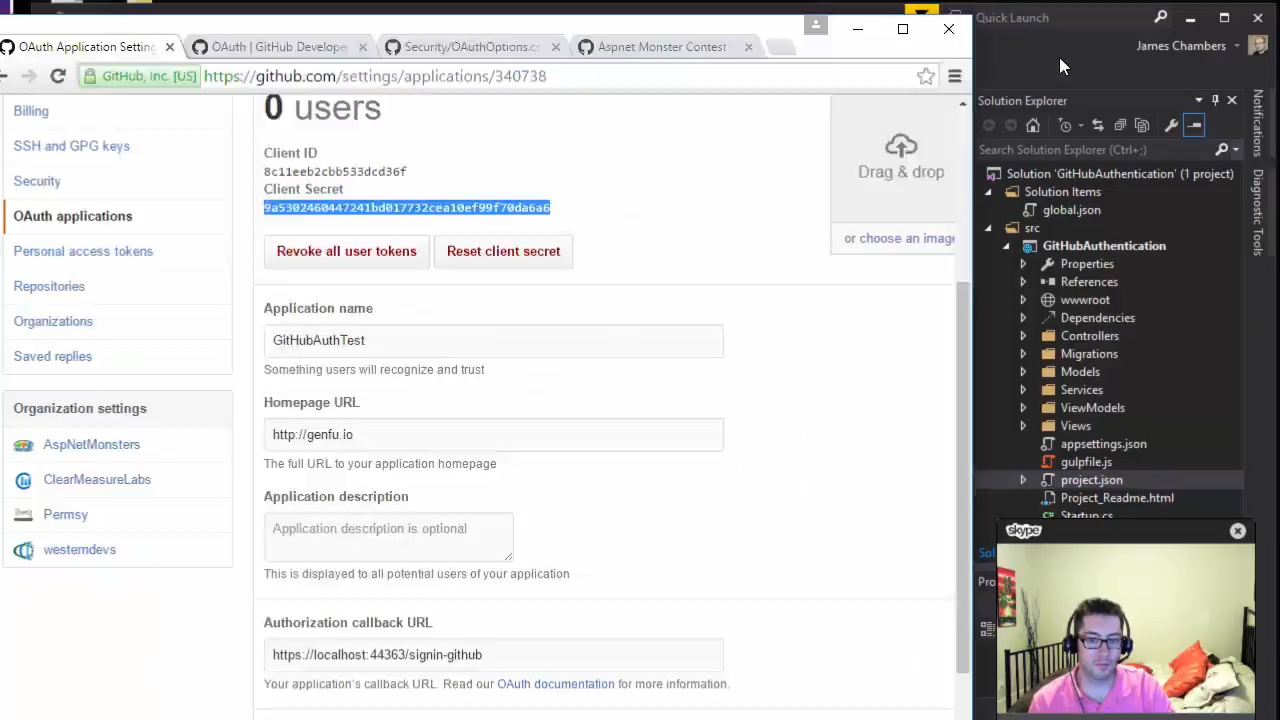 Quick Launch
OAuth Application Setting
OAuth | GitHub Develope
Security/OAuthOptions.cs
Aspnet Monster Contest
James Chambers
GitHub, Inc. [US]
https://github.com/settings/applications/340738
Billing
SSH and GPG keys
Security
OAuth applications
Personal access tokens
Repositories
Organizations
Saved replies
Organization settings
AspNetMonsters
ClearMeasureLabs
Permsy
westerndevs
0 users
Client ID
8c11eeb2cbb533dcd36f
Client Secret
9a5302460447241bd017732cea10ef99f70da6a6
Revoke all user tokens
Reset client secret
Drag & drop
or choose an image
Application name
GitHubAuthTest
Something users will recognize and trust
Homepage URL
http://genfu.io
The full URL to your application homepage
Application description
Application description is optional
This is displayed to all potential users of your application
Authorization callback URL
https://localhost:44363/signin-github
Your application's callback URL. Read our OAuth documentation for more information.
Solution Explorer
Search Solution Explorer (Ctrl+;)
Solution 'GitHubAuthentication' (1 project)
Solution Items
global.json
src
GitHubAuthentication
Properties
References
wwwroot
Dependencies
Controllers
Migrations
Models
Services
ViewModels
Views
appsettings.json
gulpfile.js
project.json
Project_Readme.html
Startup.cs
Notifications
Diagnostic Tools
skype
Sol
Pro